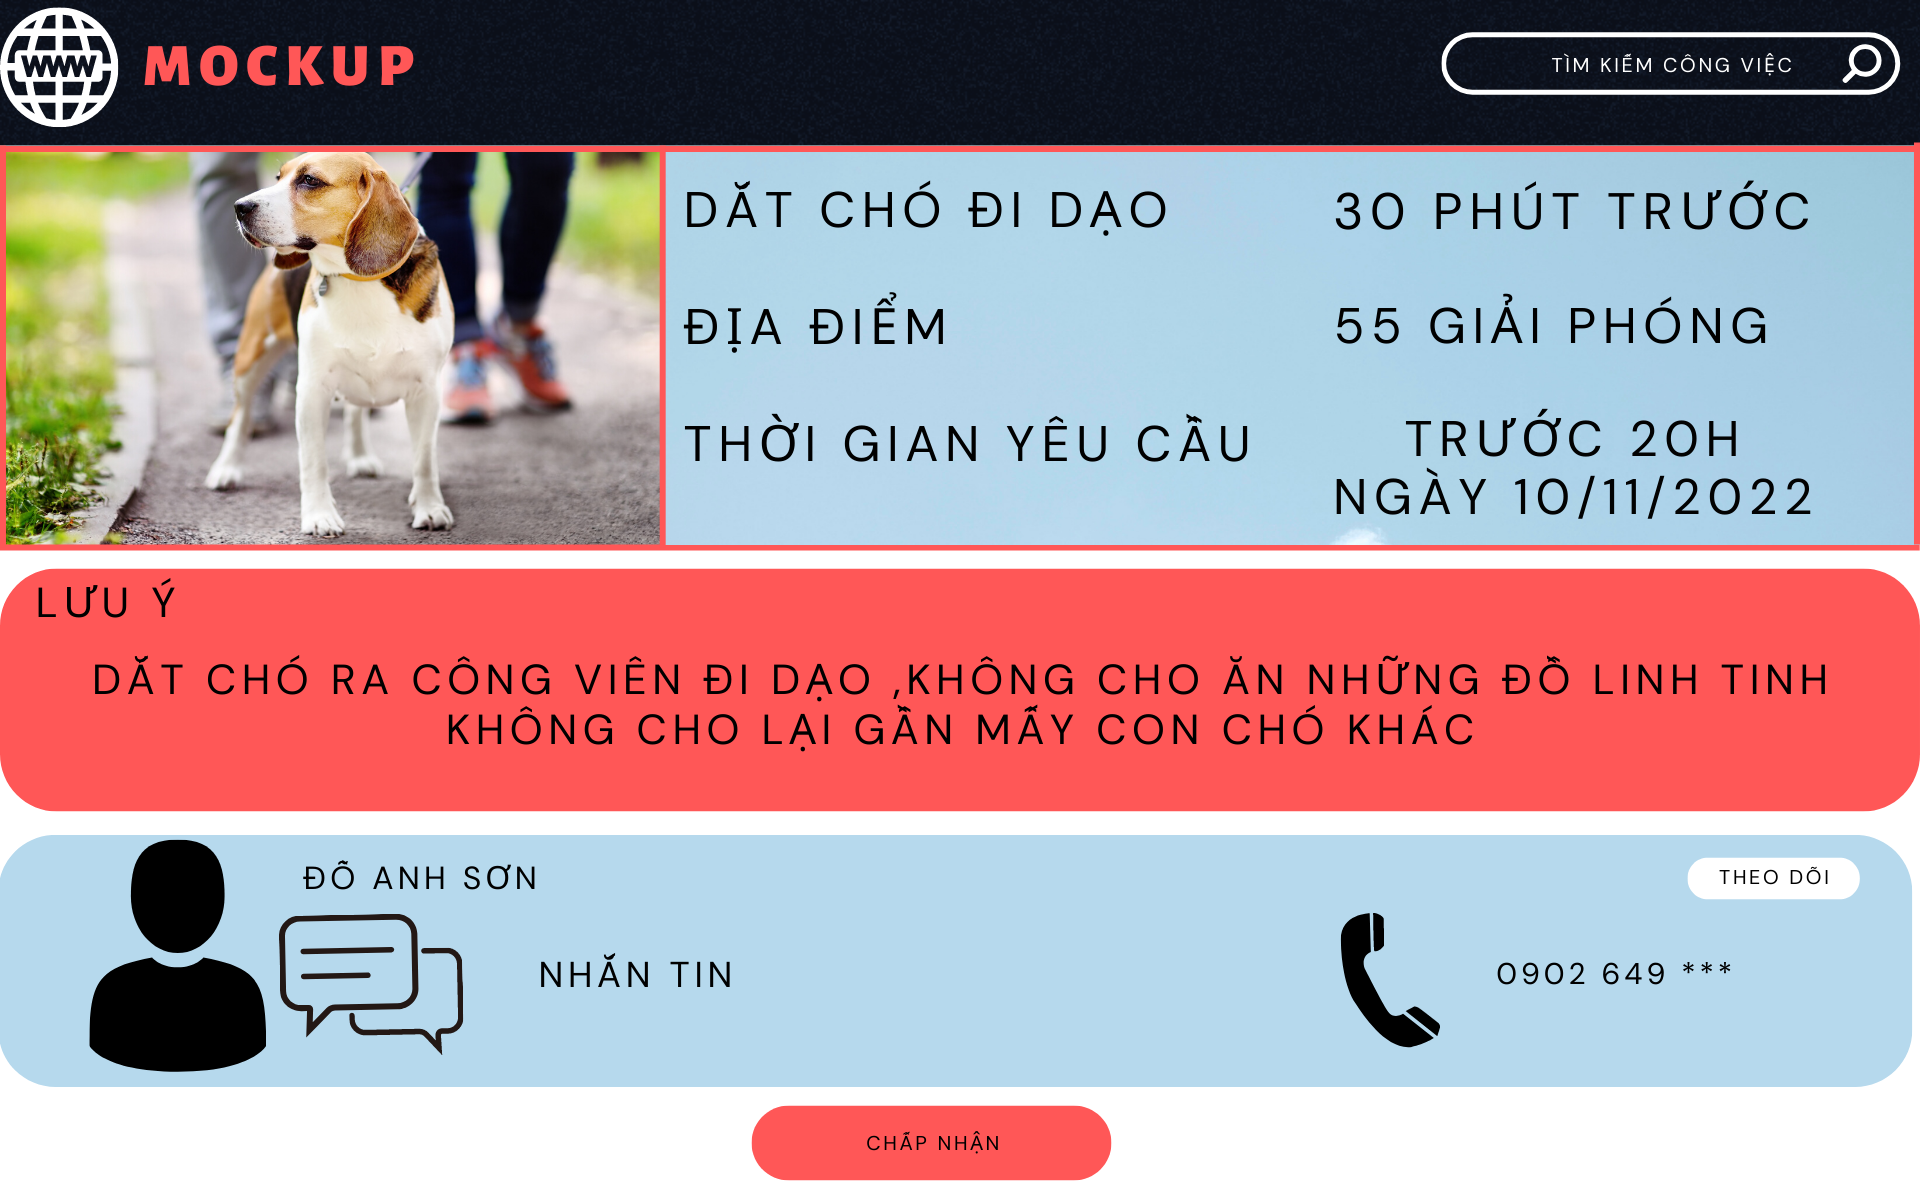 WWW
MOCKUP
TÌM KIẾM CÔNG VIỆC
DẮT CHÓ ĐI DẠO
30 PHÚT TRƯỚC
ĐỊA ĐIỂM
55 GIẢI PHÓNG
THỜI GIAN YÊU CẦU
TRƯỚC 20H
NGÀY 10/11/2022
LƯU Ý
DẮT CHÓ RA CÔNG VIÊN ĐI DẠO ,KHÔNG CHO ĂN NHỮNG ĐỒ LINH TINH
KHÔNG CHO LẠI GẦN MẤY CON CHÓ KHÁC
ĐỖ ANH SƠN
THEO DÕI
NHẮN TIN
0902 649 ***
CHẤP NHẬN